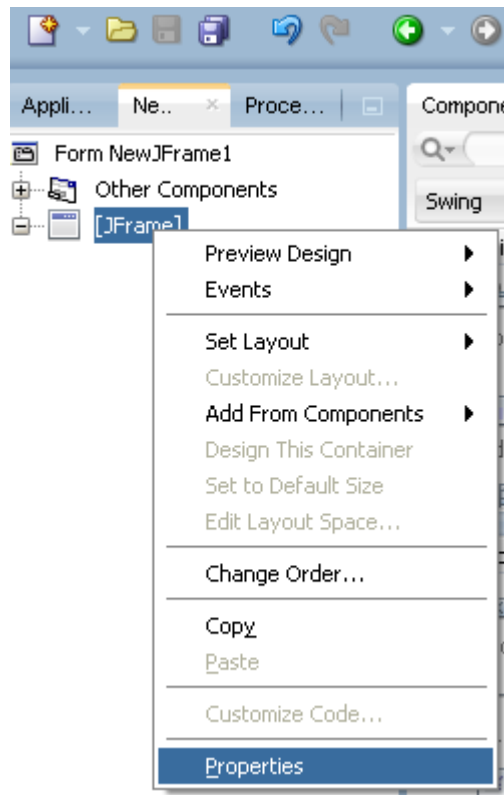 Appli... Ne.. Proce... Compone
Form NewJFrame1
Other Components
Swing
[JFrame]
Preview Design
Events
Set Layout
Customize Layout...
Add From Components
Design This Container
Set to Default Size
Edit Layout Space...
Change Order...
Copy
Paste
Customize Code...
Properties